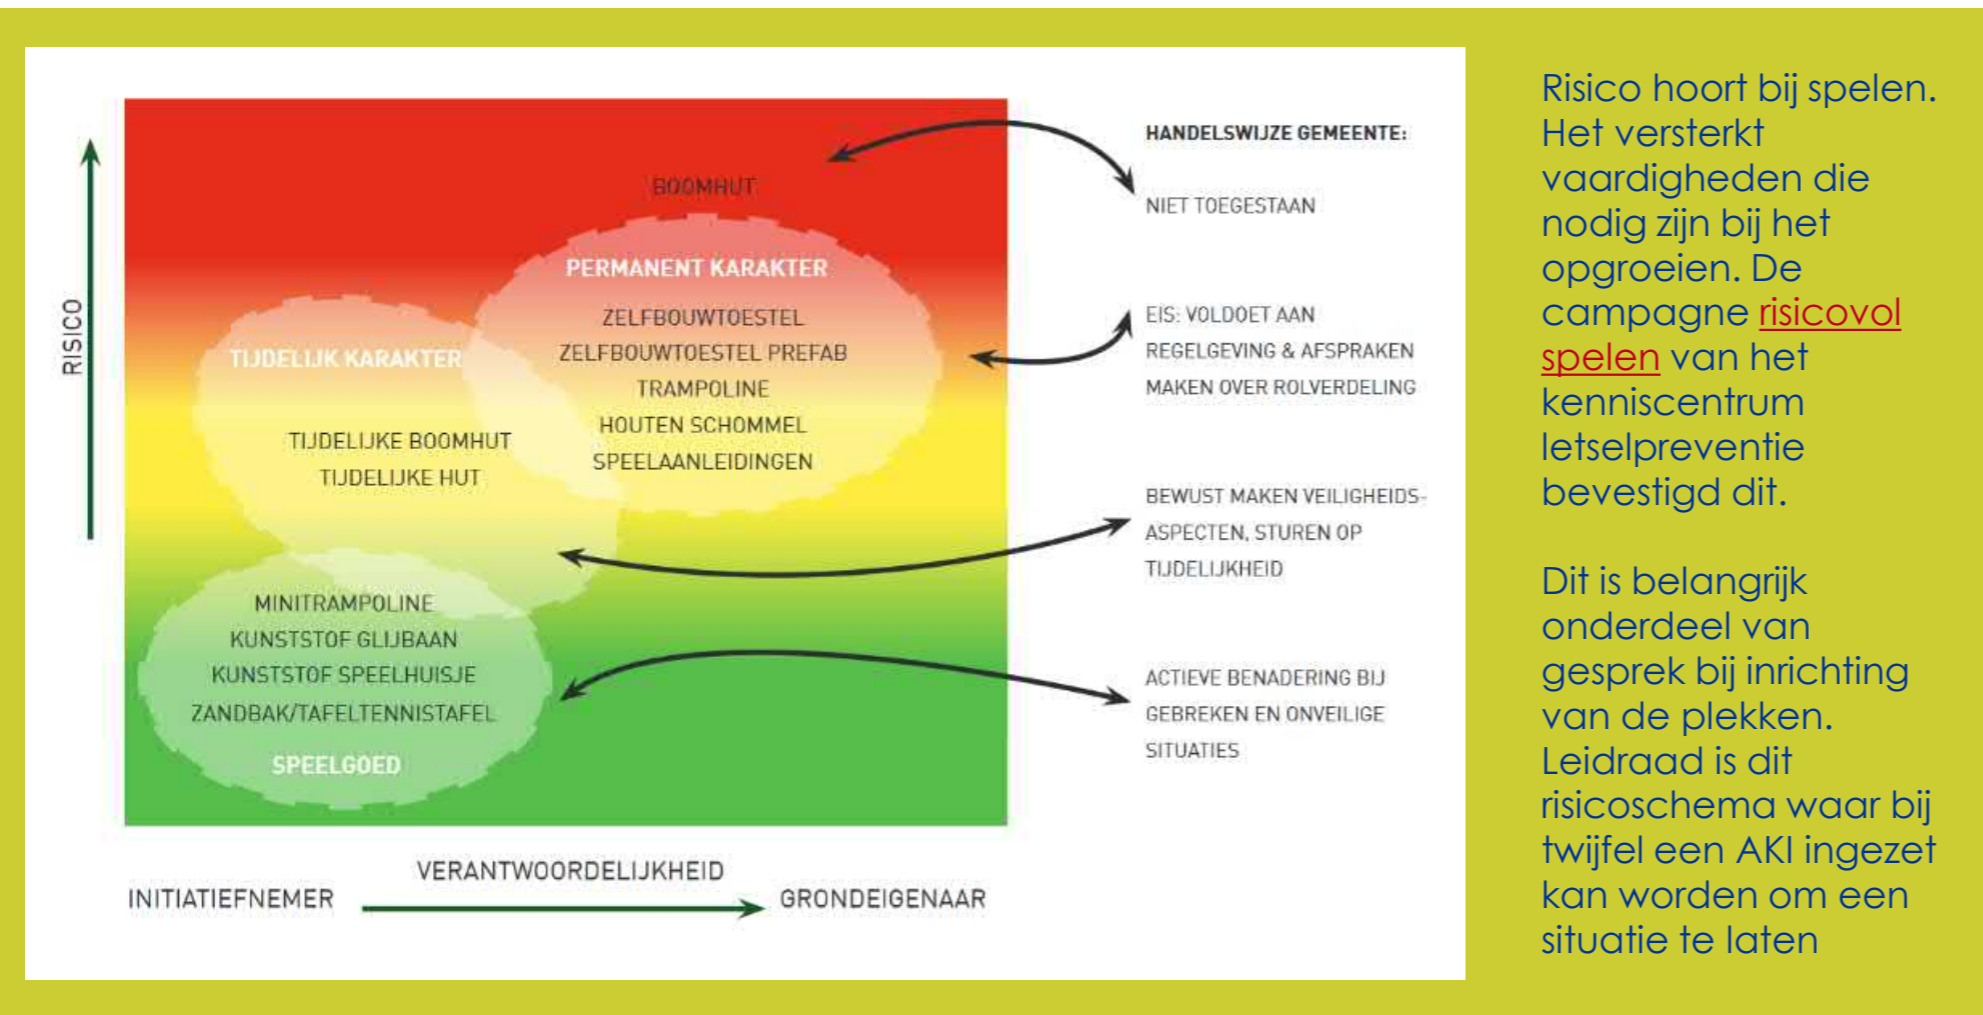 RISICO
BOOMHUT
PERMANENT KARAKTER
ZELFBOUWTOESTEL
ZELFBOUWTOESTEL PREFAB
TRAMPOLINE
HOUTEN SCHOMMEL
SPEELAANLEIDINGEN
TIJDELIJK KARAKTER
TIJDELIJKE BOOMHUT
TIJDELIJKE HUT
MINITRAMPOLINE
KUNSTSTOF GLIJBAAN
KUNSTSTOF SPEELHUISJE
ZANDBAK/TAFELTENNISTAFEL
SPEELGOED
VERANTWOORDELIJKHEID
INITIATIEFNEMER
GRONDEIGENAAR
HANDELSWIJZE GEMEENTE:
NIET TOEGESTAAN
EIS: VOLDOET AAN
REGELGEVING & AFSPRAKEN
MAKEN OVER ROLVERDELING
BEWUST MAKEN VEILIGHEIDS-
ASPECTEN, STUREN OP
TIJDELIJKHEID
ACTIEVE BENADERING BIJ
GEBREKEN EN ONVEILIGE
SITUATIES
Risico hoort bij spelen.
Het versterkt
vaardigheden die
nodig zijn bij het
opgroeien. De
campagne risicovol
spelen van het
kenniscentrum
letselpreventie
bevestigd dit.
Dit is belangrijk
onderdeel van
gesprek bij inrichting
van de plekken.
Leidraad is dit
risicoschema waar bij
twijfel een AKI ingezet
kan worden om een
situatie te laten